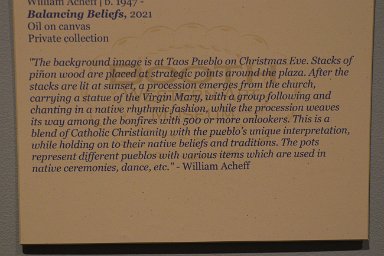 William Acheff | b. 1947 -
Balancing Beliefs, 2021
Oil on canvas
Private collection
"The background image is at Taos Pueblo on Christmas Eve. Stacks of
piñon wood are placed at strategic points around the plaza. After the
stacks are lit at sunset, a procession emerges from the church,
carrying a statue of the Virgin Mary, with a group following and
chanting in a native rhythmic fashion, while the procession weaves
its way among the bonfires with 500 or more onlookers. This is a
blend of Catholic Christianity with the pueblo's unique interpretation,
while holding on to their native beliefs and traditions. The pots
represent different pueblos with various items which are used in
native ceremonies, dance, etc." - William Acheff